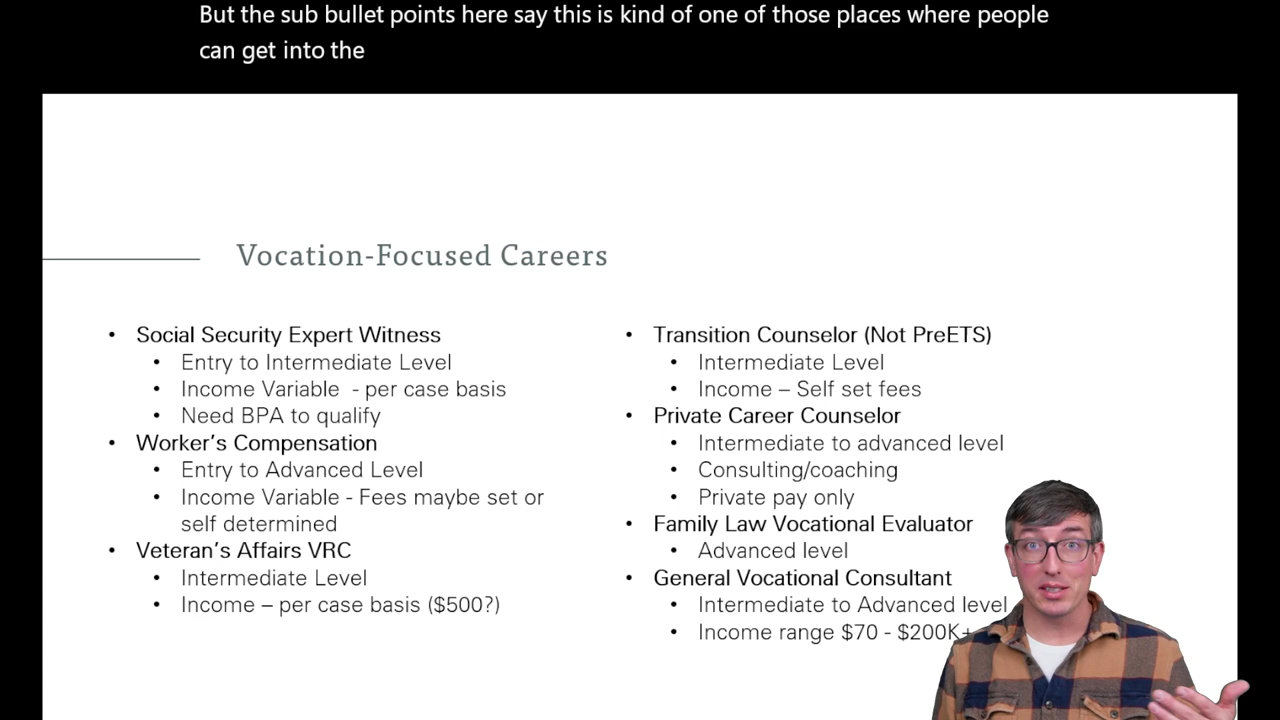 But the sub bullet points here say this is kind of one of those places where people
can get into the
Vocation-Focused Careers
• Social Security Expert Witness
• Entry to Intermediate Level
• Income Variable - per case basis
• Need BPA to qualify
• Worker's Compensation
• Entry to Advanced Level
• Income Variable - Fees maybe set or
self determined
• Veteran's Affairs VRC
• Intermediate Level
• Income – per case basis ($500?)
• Transition Counselor (Not PreETS)
• Intermediate Level
• Income – Self set fees
• Private Career Counselor
• Intermediate to advanced level
• Consulting/coaching
• Private pay only
• Family Law Vocational Evaluator
• Advanced level
• General Vocational Consultant
• Intermediate to Advanced level
• Income range $70 - $200K+